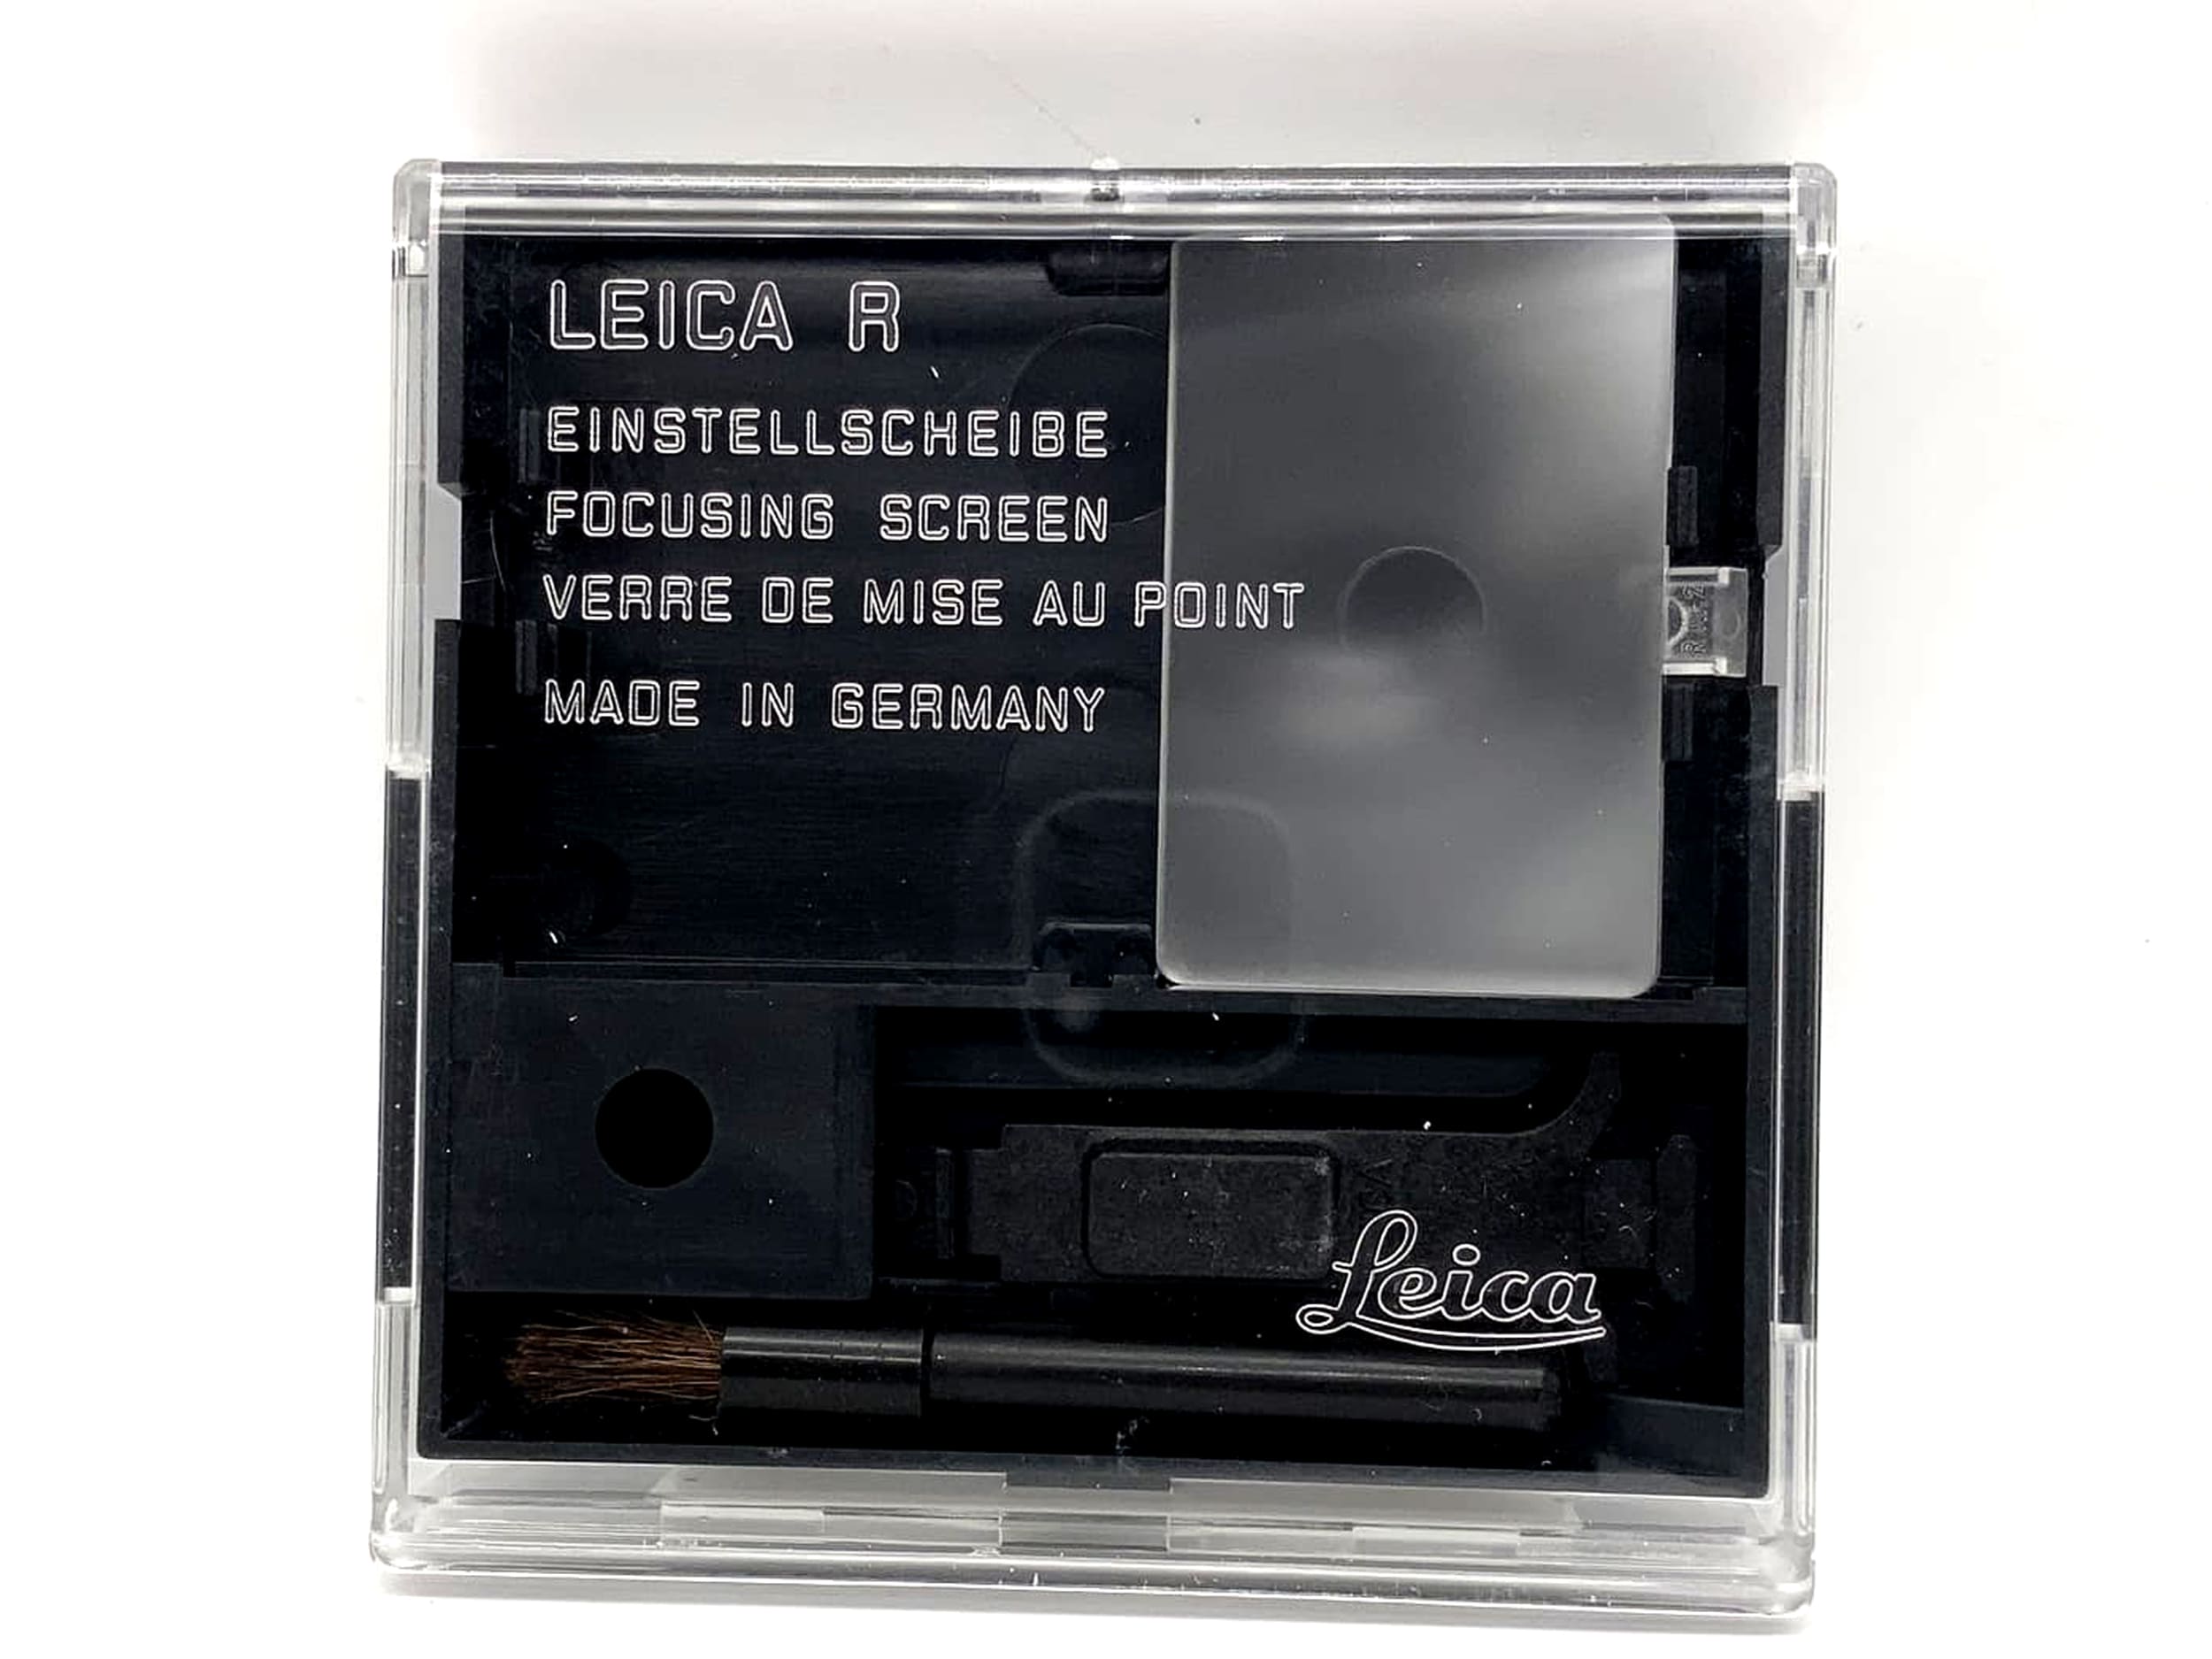 LEICA R
EINSTELLSCHEIBE
FOCUSING SCREEN
VERRE DE MISE AU POINT
MADE IN GERMANY
Leica